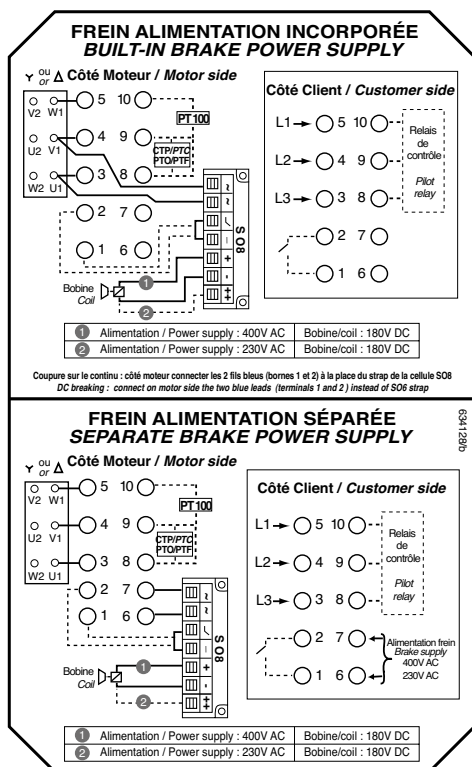 FREIN ALIMENTATION INCORPORÉE
BUILT-IN BRAKE POWER SUPPLY
Y ou or Δ Côté Moteur / Motor side
V2 W1
U2 V1
W2 U1
5 10
4 9
3 8
2 7
1 6
PT 100
CTP/PTC
PTO/PTF
~
~
+
-
++
S O8
Bobine
Coil
1
2
Côté Client / Customer side
L1 5 10
L2 4 9
L3 3 8
2 7
1 6
Relais
de
contrôle
Pilot
relay
1 Alimentation / Power supply : 400V AC Bobine/coil : 180V DC
2 Alimentation / Power supply : 230V AC Bobine/coil : 180V DC
Coupure sur le continu : côté moteur connecter les 2 fils bleus (bornes 1 et 2) à la place du strap de la cellule SO8
DC breaking : connect on motor side the two blue leads (terminals 1 and 2 ) instead of SO6 strap
634128/b
FREIN ALIMENTATION SÉPARÉE
SEPARATE BRAKE POWER SUPPLY
Y ou or Δ Côté Moteur / Motor side
V2 W1
U2 V1
W2 U1
5 10
4 9
3 8
2 7
1 6
PT 100
CTP/PTC
PTO/PTF
~
~
+
-
++
S O8
Bobine
Coil
1
2
Côté Client / Customer side
L1 5 10
L2 4 9
L3 3 8
2 7
1 6
Relais
de
contrôle
Pilot
relay
Alimentation frein
Brake supply
400V AC
230V AC
1 Alimentation / Power supply : 400V AC Bobine/coil : 180V DC
2 Alimentation / Power supply : 230V AC Bobine/coil : 180V DC